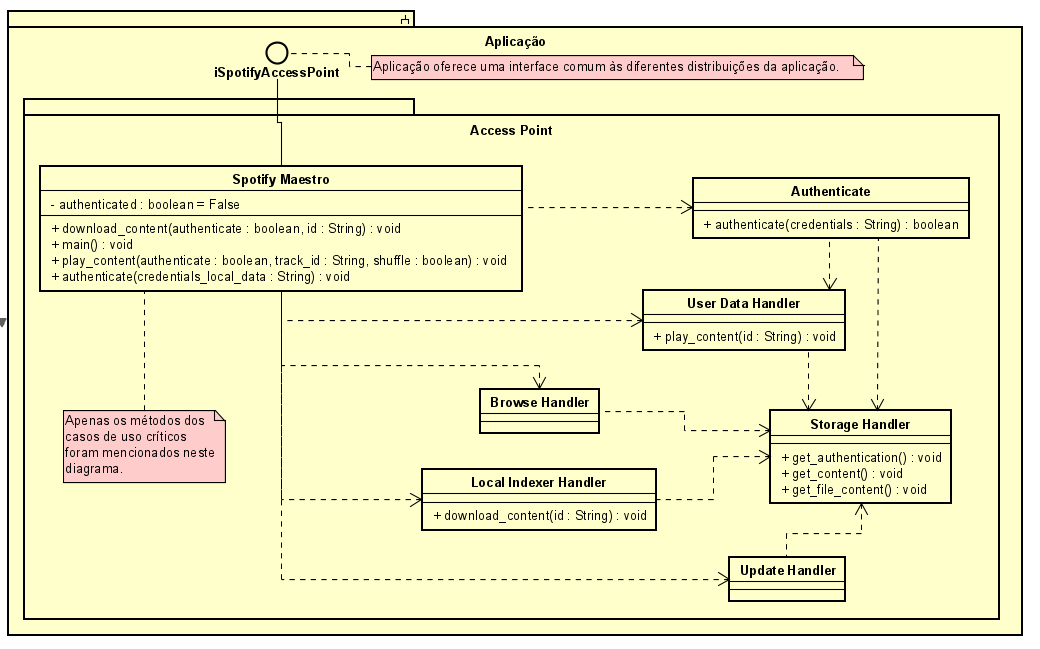 Aplicação
iSpotifyAccessPoint
Aplicação oferece uma interface comum às diferentes distribuições da aplicação.
Access Point
Spotify Maestro
- authenticated : boolean = False
+ download_content(authenticate : boolean, id : String) : void
+ main() : void
+ play_content(authenticate : boolean, track_id : String, shuffle : boolean) : void
+ authenticate(credentials_local_data : String) : void
Authenticate
+ authenticate(credentials : String) : boolean
User Data Handler
+ play_content(id : String) : void
Browse Handler
Apenas os métodos dos
casos de uso críticos
foram mencionados neste
diagrama.
Storage Handler
+ get_authentication() : void
+ get_content() : void
+ get_file_content() : void
Local Indexer Handler
+ download_content(id : String) : void
Update Handler